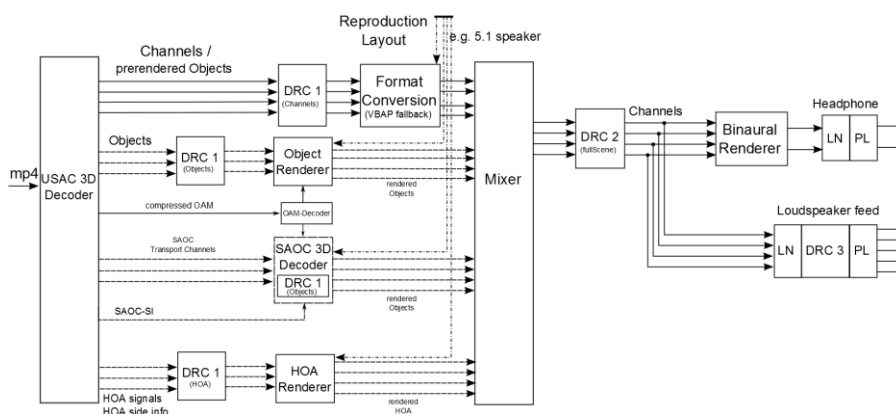 Reproduction
Layout
e.g. 5.1 speaker
Channels /
prerendered Objects
DRC 1
(Channels)
Format
Conversion
(VBAP fallback)
Objects
DRC 1
(Objects)
Object
Renderer
rendered
Objects
mp4
USAC 3D
Decoder
compressed OAM
OAM-Decoder
SAOC
Transport Channels
SAOC 3D
Decoder
DRC 1
(Objects)
rendered
Objects
SAOC-SI
DRC 1
(HOA)
HOA
Renderer
rendered
HOA
HOA signals
HOA side info
Mixer
DRC 2
(fullScene)
Channels
Binaural
Renderer
Headphone
LN
PL
Loudspeaker feed
LN
DRC 3
PL